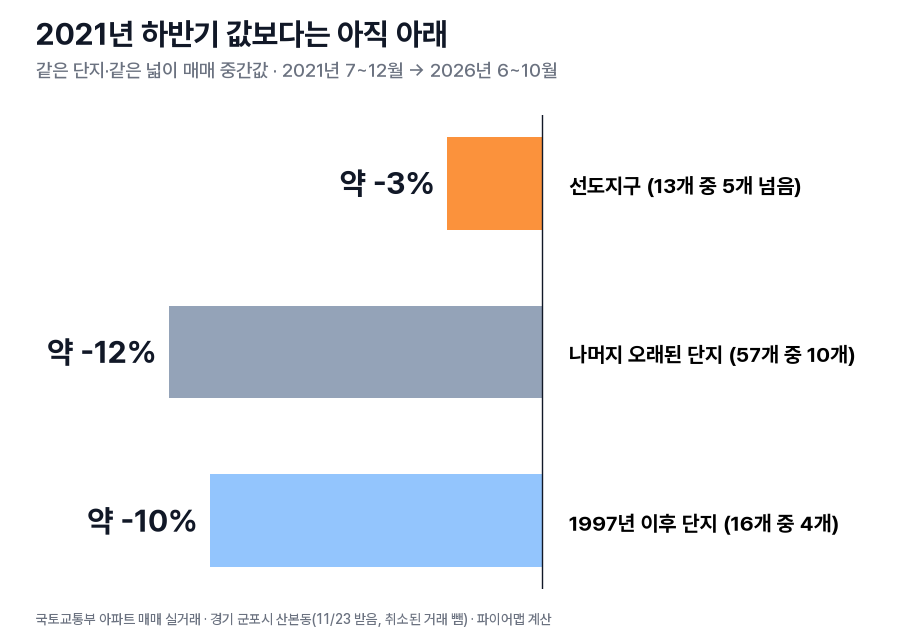 2021년 하반기 값보다는 아직 아래
같은 단지·같은 넓이 매매 중간값 · 2021년 7~12월 → 2026년 6~10월
약 -3%
선도지구 (13개 중 5개 넘음)
약 -12%
나머지 오래된 단지 (57개 중 10개)
약 -10%
1997년 이후 단지 (16개 중 4개)
국토교통부 아파트 매매 실거래 · 경기 군포시 산본동(11/23 받음, 취소된 거래 뺌) · 파이어맵 계산